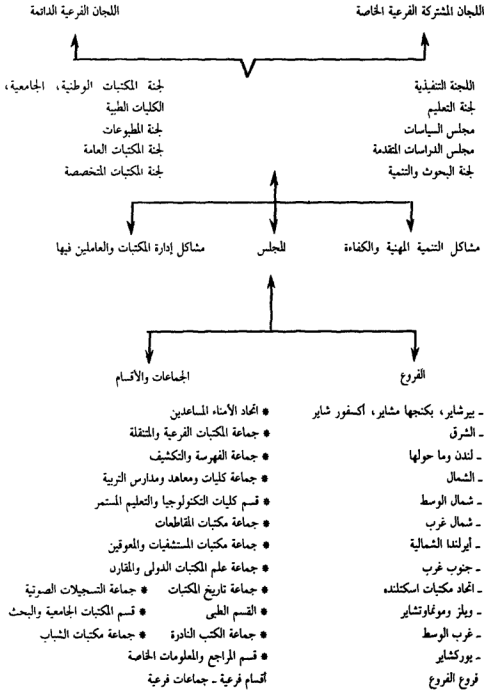 اللجان المشتركة الفرعية الخاصة
اللجان الفرعية الدائمة
اللجنة التنفيذية
لجنة التعليم
مجلس السياسات
مجلس الدراسات المتقدمة
لجنة البحوث والتنمية
لجنة المكتبات الوطنية، الجامعية،
الكليات الطبية
لجنة المطبوعات
لجنة المكتبات العامة
لجنة المكتبات المتخصصة
مشاكل التنمية المهنية والكفاءة
للجلس
مشاكل إدارة المكتبات والعاملين فيها
الفروع
ـ بيرشاير، بكنجها مشاير، أكسفور شاير
ـ الشرق
ـ لندن وما حولها
ـ الشمال
ـ شمال الوسط
ـ شمال غرب
ـ أيرلندا الشمالية
ـ جنوب غرب
ـ اتحاد مكتبات اسكتلنده
ـ ويلز ومونماوتشاير
ـ غرب الوسط
ـ يوركشاير
فروع الفروع
الجماعات والأقسام
* اتحاد الأمناء المساعدين
* جماعة المكتبات الفرعية والمتنقلة
* جماعة الفهرسة والتكشيف
* جماعة كليات ومعاهد ومدارس التربية
* قسم كليات التكنولوجيا والتعليم المستمر
* جماعة مكتبات المقاطعات
* جماعة مكتبات المستشفيات والمعوقين
* جماعة علم المكتبات الدولى والمقارن
* جماعة تاريخ المكتبات * جماعة التسجيلات الصوتية
* القسم الطبى * قسم المكتبات الجامعية والبحث
* جماعة الكتب النادرة * جماعة مكتبات الشباب
* قسم المراجع والمعلومات الخاصة
أقسام فرعية ـ جماعات فرعية